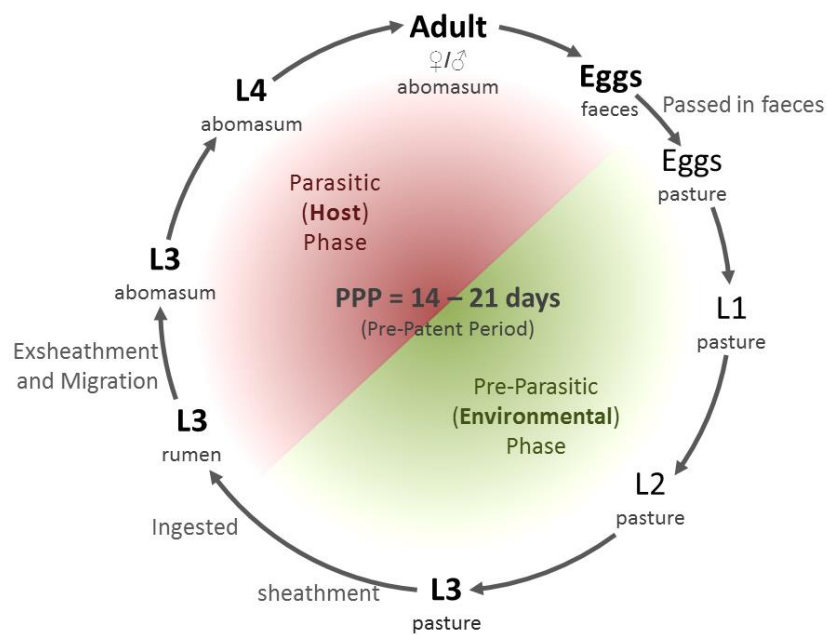 Adult
♀/♂
abomasum
Eggs
faeces
Passed in faeces
Eggs
pasture
L1
pasture
L2
pasture
L3
pasture
sheathment
Ingested
L3
rumen
Exsheathment
and Migration
L3
abomasum
L4
abomasum
Parasitic
(Host)
Phase
PPP = 14 – 21 days
(Pre-Patent Period)
Pre-Parasitic
(Environmental)
Phase